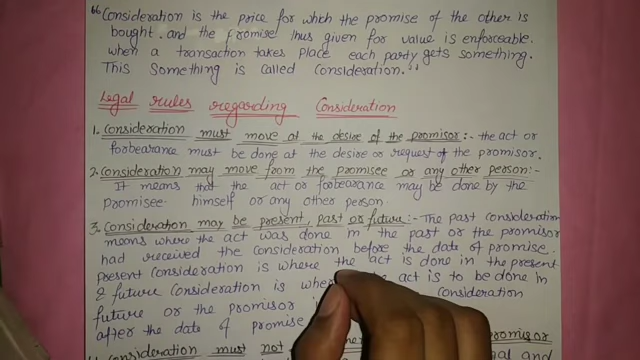 "Consideration is the price for which the promise of the other is
bought. and the promise thus given for value is enforceable.
when a transaction takes place each party gets something.
This something is called Consideration."
Legal rules regarding Consideration
1. Consideration must move at the desire of the promisor:- the act or
forbearance must be done at the desire or request of the promisor.
2. Consideration may move from the promisee or any other person:-
It means that the act or forbearance may be done by the
promisee himself or any other person.
3. Consideration may be present, past or future:- The past consideration
means where the act was done in the past or the promisor
had received the consideration before the date of promise.
present consideration is where the act is done in the present
& future consideration is where act is to be done in
future or the promisor consideration
after the date of promise
promisor
Consideration must not and